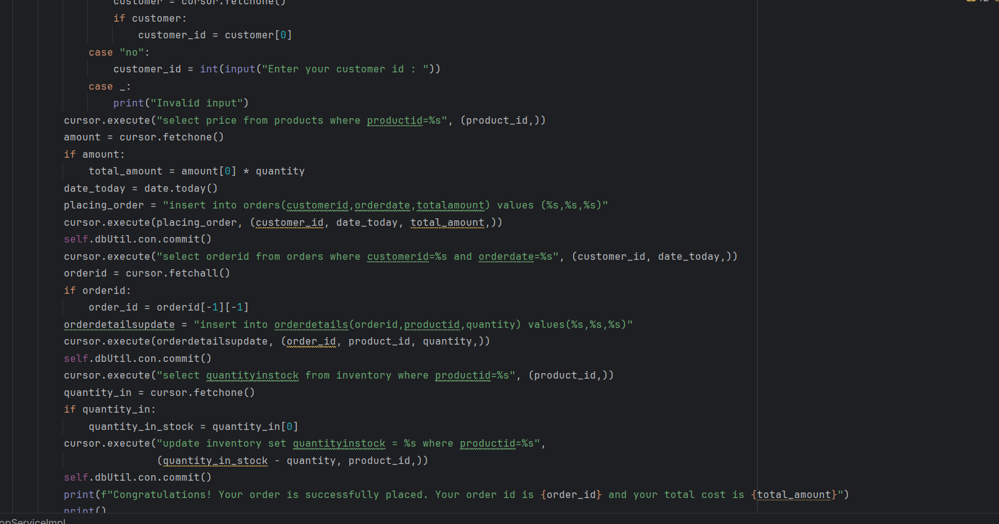 customer = cursor.fetchone()
if customer:
customer_id = customer[0]
case "no":
customer_id = int(input("Enter your customer id : "))
case _:
print("Invalid input")
cursor.execute("select price from products where productid=%s", (product_id,))
amount = cursor.fetchone()
if amount:
total_amount = amount[0] * quantity
date_today = date.today()
placing_order = "insert into orders(customerid,orderdate,totalamount) values (%s,%s,%s)"
cursor.execute(placing_order, (customer_id, date_today, total_amount,))
self.dbUtil.con.commit()
cursor.execute("select orderid from orders where customerid=%s and orderdate=%s", (customer_id, date_today,))
orderid = cursor.fetchall()
if orderid:
order_id = orderid[-1][-1]
orderdetailsupdate = "insert into orderdetails(orderid,productid,quantity) values(%s,%s,%s)"
cursor.execute(orderdetailsupdate, (order_id, product_id, quantity,))
self.dbUtil.con.commit()
cursor.execute("select quantityinstock from inventory where productid=%s", (product_id,))
quantity_in = cursor.fetchone()
if quantity_in:
quantity_in_stock = quantity_in[0]
cursor.execute("update inventory set quantityinstock = %s where productid=%s",
(quantity_in_stock - quantity, product_id,))
self.dbUtil.con.commit()
print(f"Congratulations! Your order is successfully placed. Your order id is {order_id} and your total cost is {total_amount}")
print()
opServiceImpl